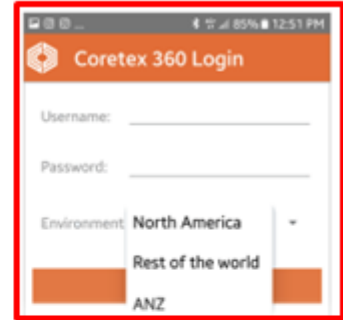 85% 12:51 PM
Coretex 360 Login
Username:
Password:
Environment
North America
Rest of the world
ANZ